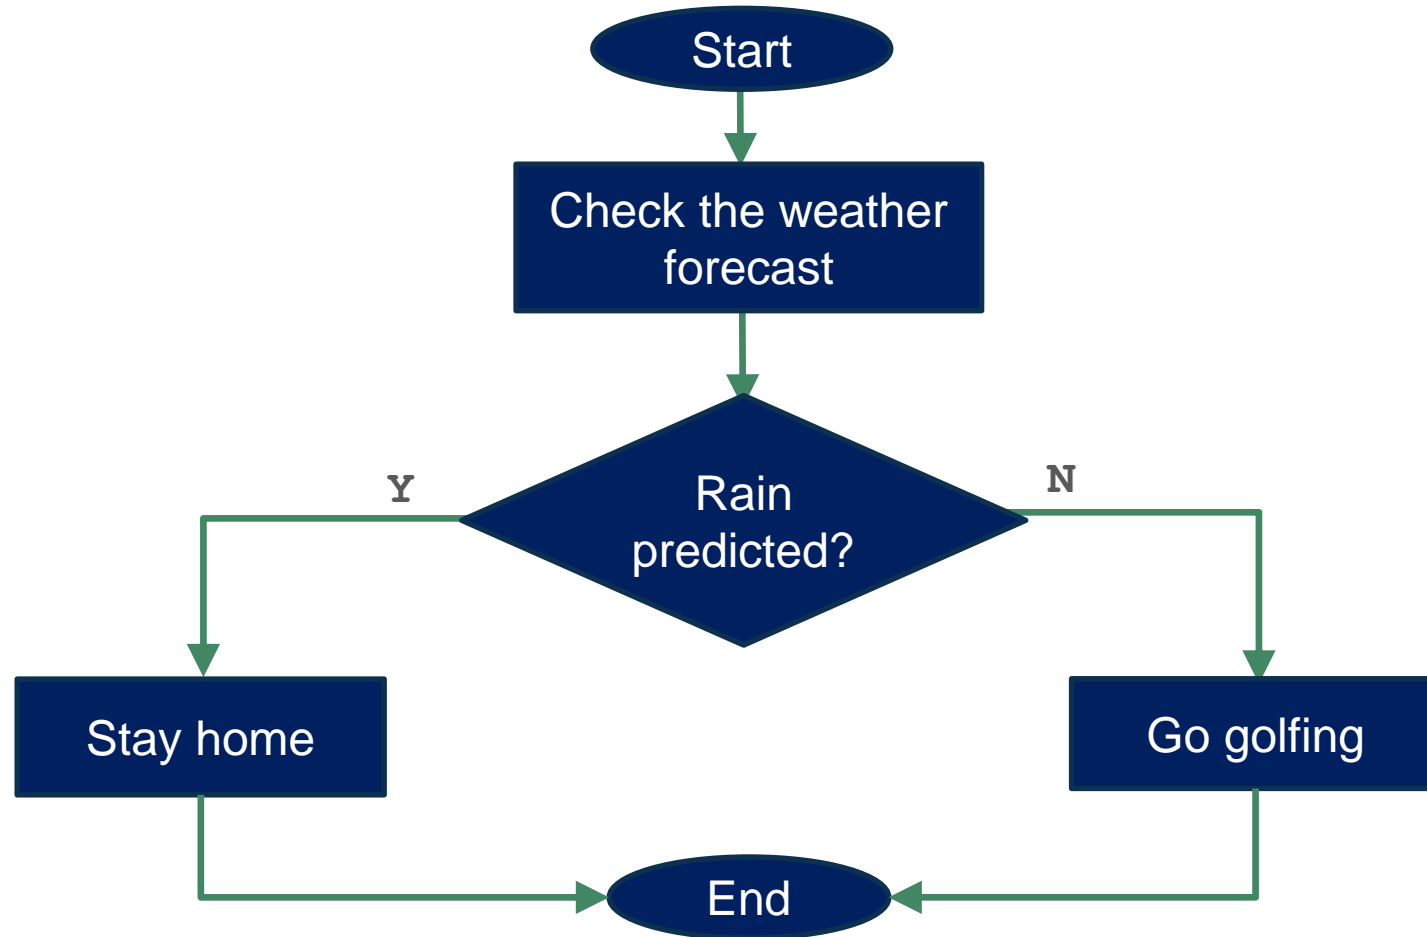 Start
Check the weather
forecast
Y
N
Rain
predicted?
Stay home
Go golfing
End